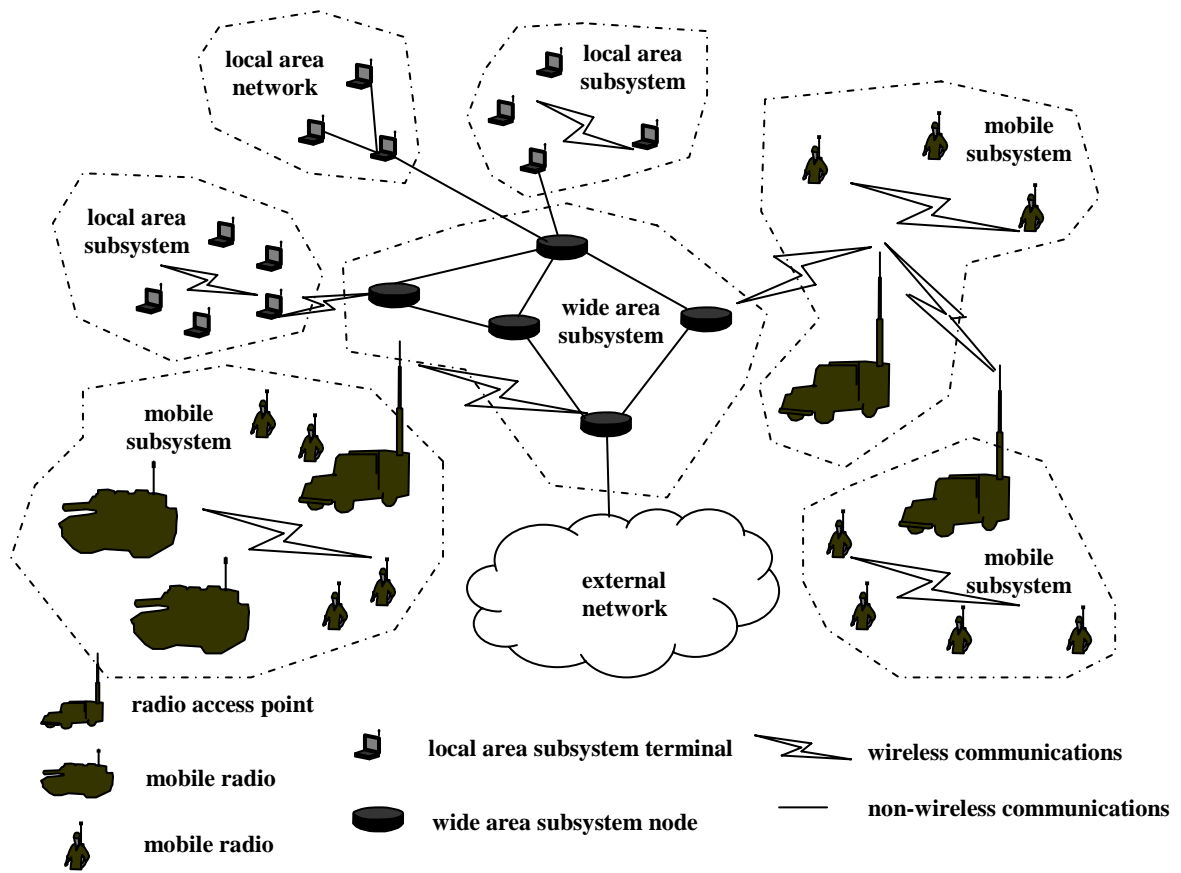 local area
network
local area
subsystem
mobile
subsystem
local area
subsystem
wide area
subsystem
mobile
subsystem
external
network
mobile
subsystem
radio access point
local area subsystem terminal
wireless communications
mobile radio
wide area subsystem node
non-wireless communications
mobile radio